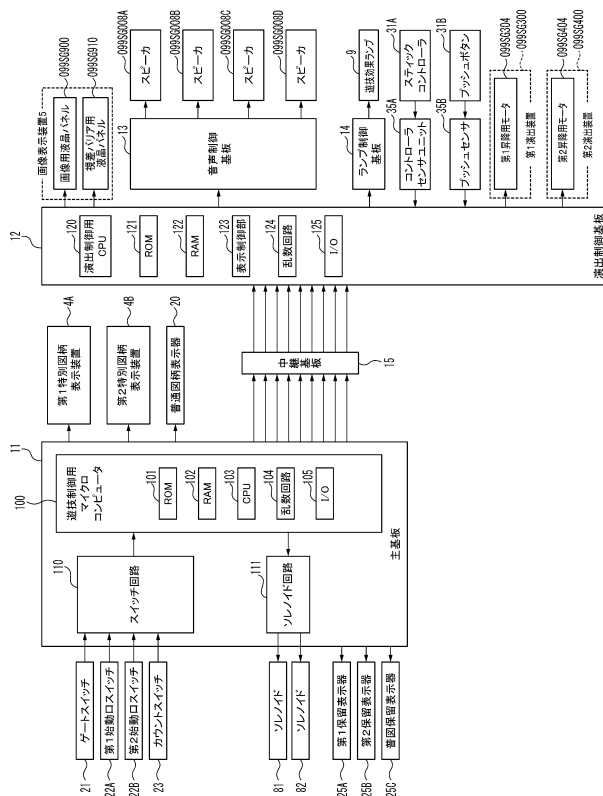 099SG900
099SG910
画像表示装置5
画像用液晶パネル
視差バリア用
液晶パネル
099SG008A
スピーカ
099SG008B
スピーカ
099SG008C
スピーカ
099SG008D
スピーカ
13
音声制御
基板
9
遊技効果ランプ
14
ランプ制御
基板
31A
スティック
コントローラ
35A
コントローラ
センサユニット
31B
プッシュボタン
35B
プッシュセンサ
099SG304
099SG300
第1昇降用モータ
第1演出装置
099SG404
099SG400
第2昇降用モータ
第2演出装置
12
120
演出制御用
CPU
121
ROM
122
RAM
123
表示制御部
124
乱数回路
125
I/O
演出制御基板
4A
第1特別図柄
表示装置
4B
第2特別図柄
表示装置
20
普通図柄表示器
中継
基板
15
11
100
遊技制御用
マイクロ
コンピュータ
101
ROM
102
RAM
103
CPU
104
乱数回路
105
I/O
主基板
110
スイッチ回路
111
ソレノイド回路
ゲートスイッチ
21
第1始動口スイッチ
22A
第2始動口スイッチ
22B
カウントスイッチ
23
ソレノイド
81
ソレノイド
82
第1保留表示器
25A
第2保留表示器
25B
普図保留表示器
25C